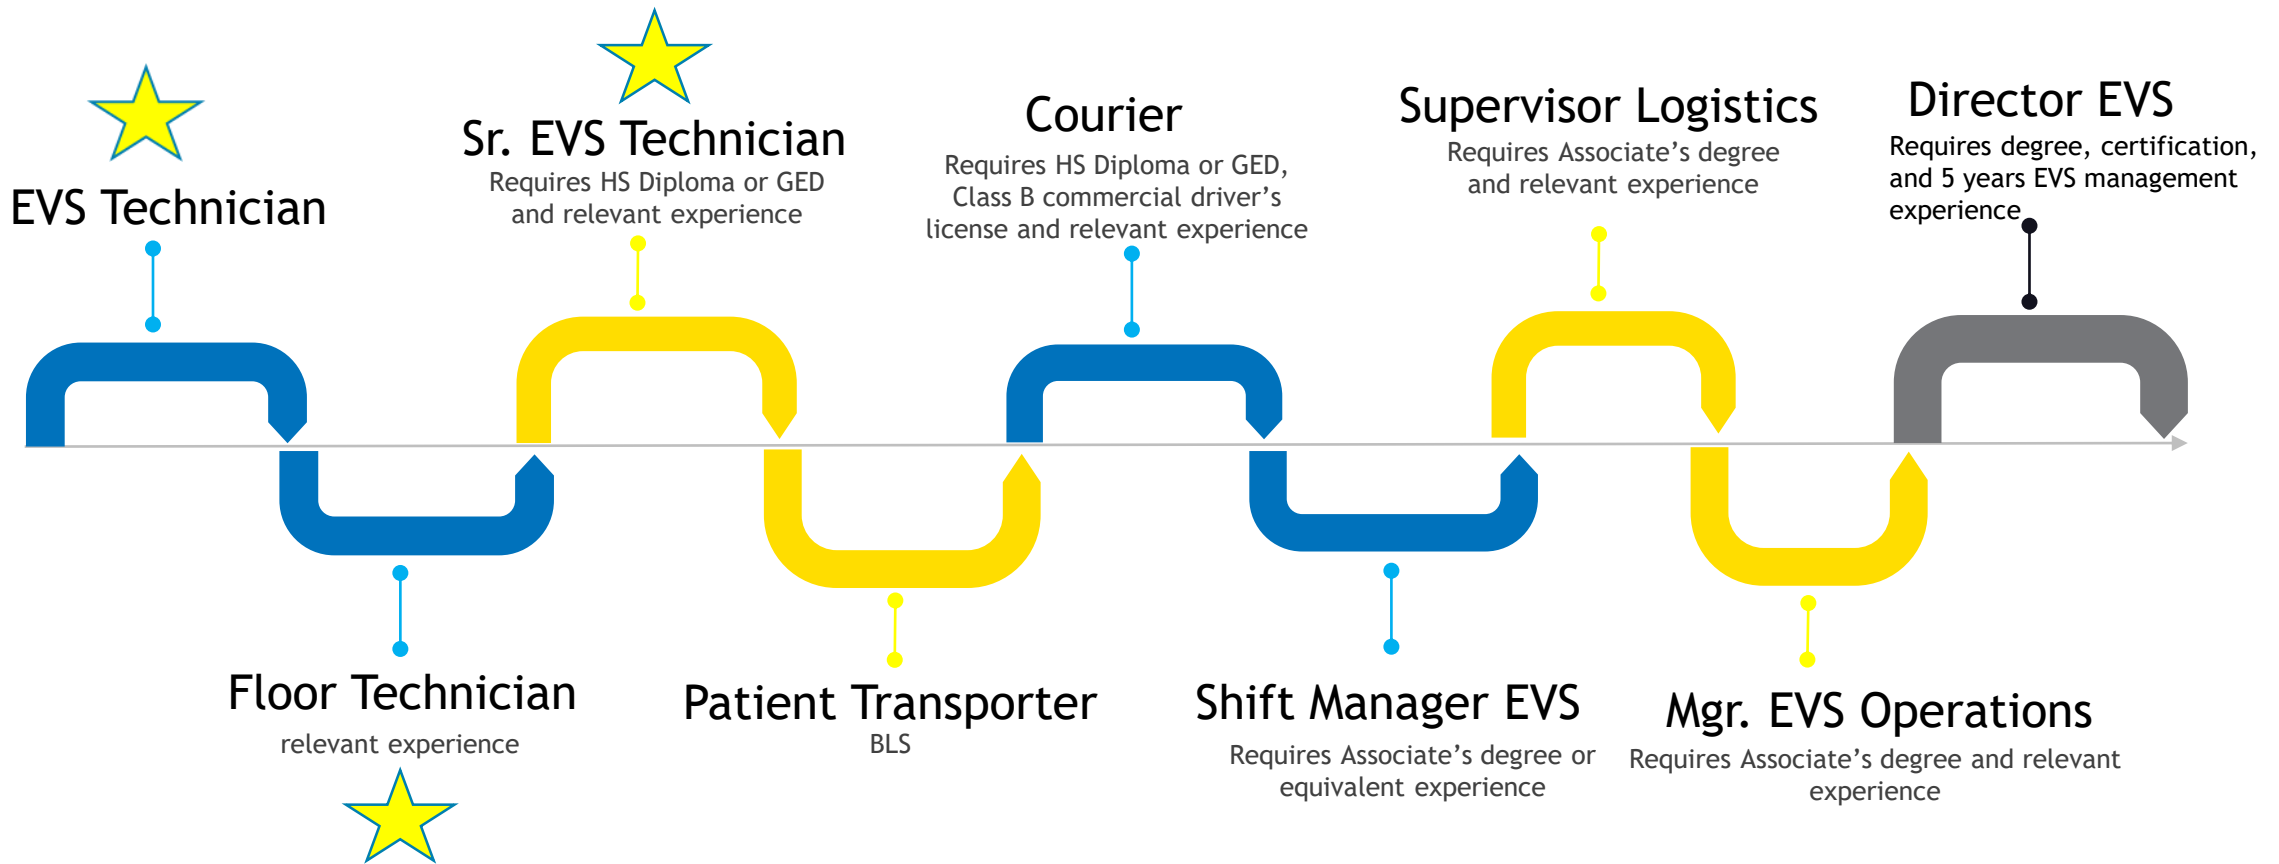 EVS Technician
Floor Technician
relevant experience
Sr. EVS Technician
Requires HS Diploma or GED
and relevant experience
Patient Transporter
BLS
Courier
Requires HS Diploma or GED,
Class B commercial driver’s
license and relevant experience
Shift Manager EVS
Requires Associate’s degree or
equivalent experience
Supervisor Logistics
Requires Associate’s degree
and relevant experience
Mgr. EVS Operations
Requires Associate’s degree and relevant
experience
Director EVS
Requires degree, certification,
and 5 years EVS management
experience